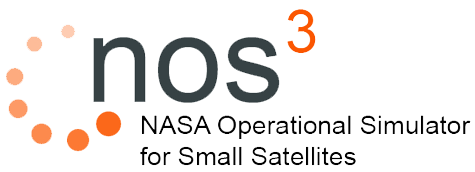 nos³
NASA Operational Simulator
for Small Satellites